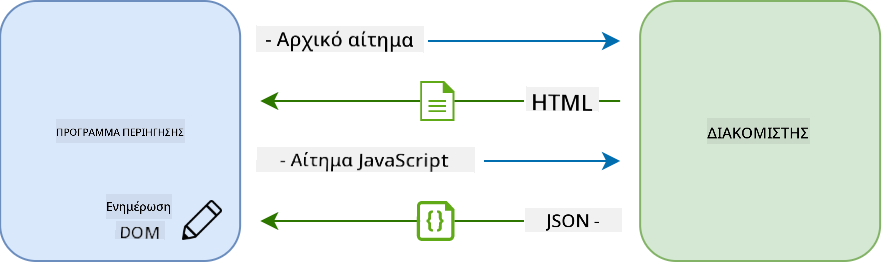 - Αρχικό αίτημα
HTML
ΠΡΟΓΡΑΜΜΑ ΠΕΡΙΗΓΗΣΗΣ
ΔΙΑΚΟΜΙΣΤΗΣ
- Αίτημα JavaScript
Ενημέρωση
DOM
JSON -